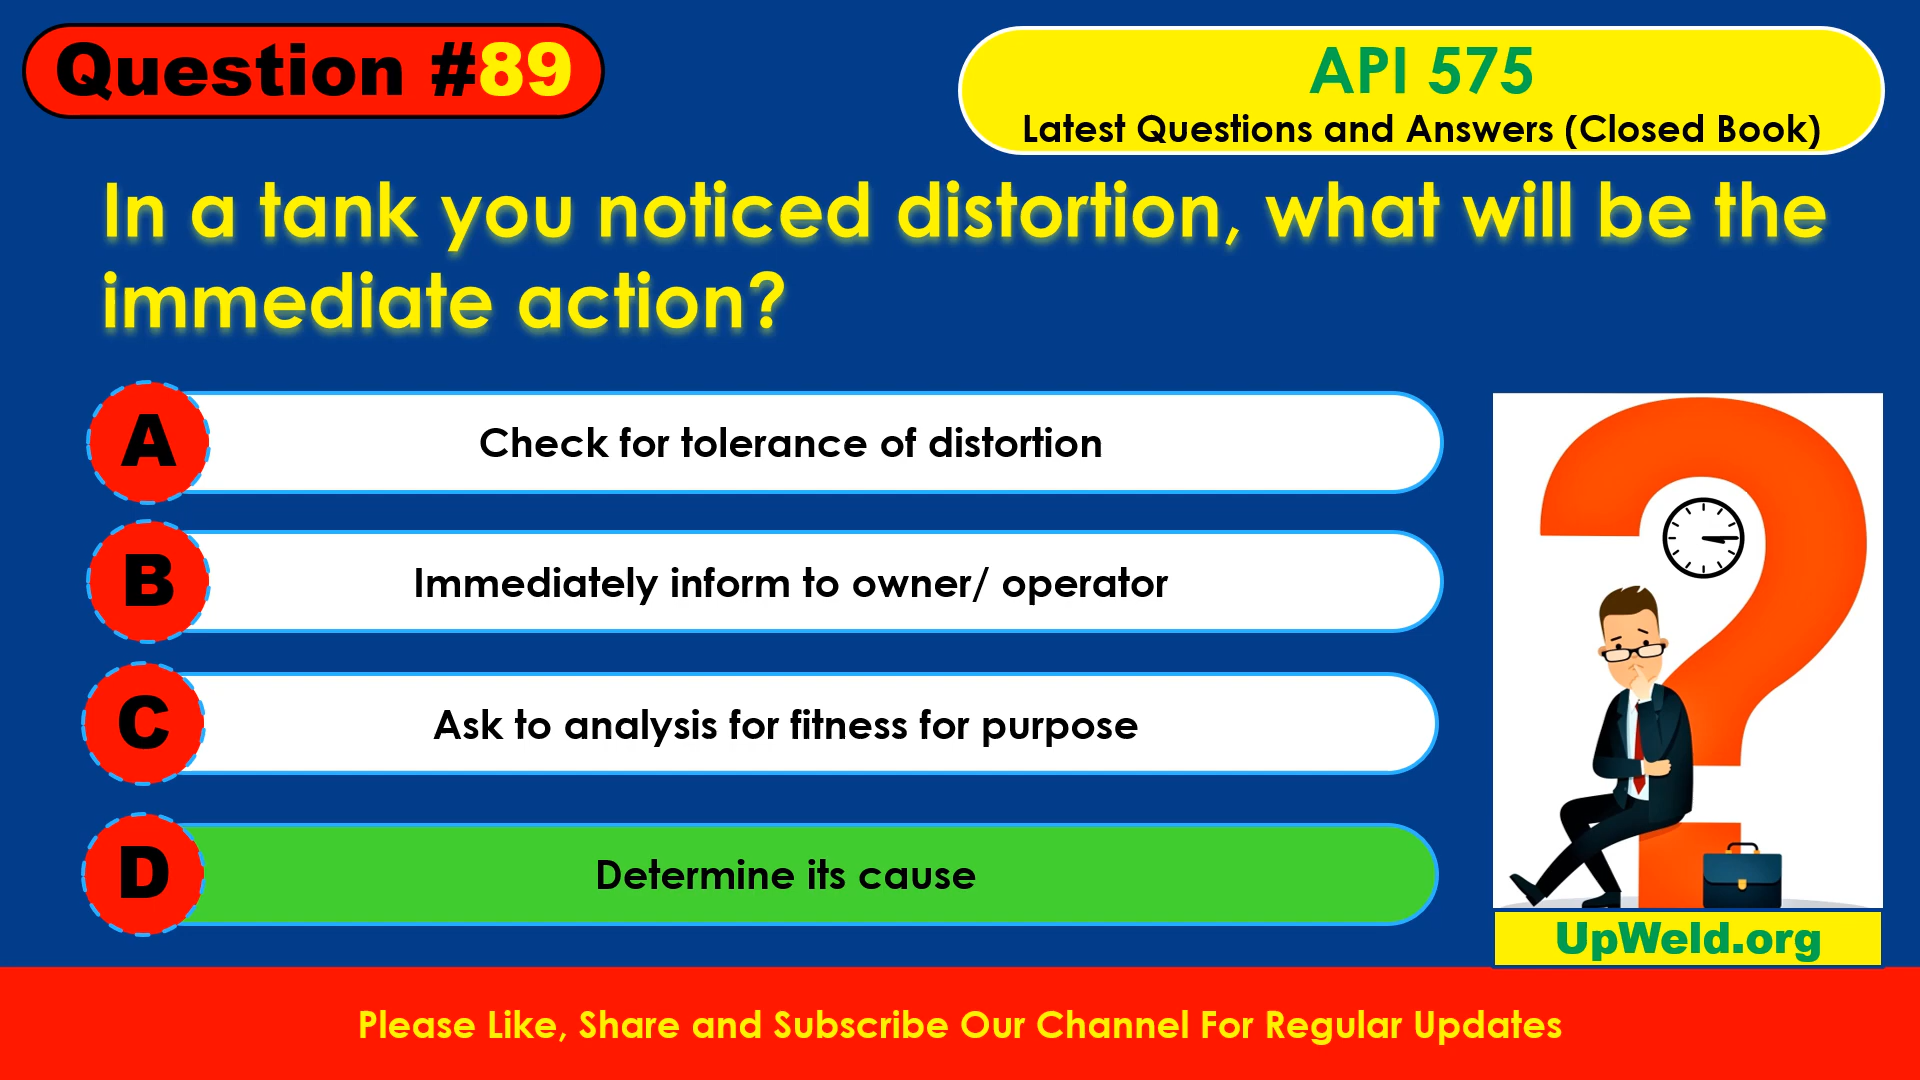 Question #89
API 575
Latest Questions and Answers (Closed Book)
In a tank you noticed distortion, what will be the
immediate action?
A
Check for tolerance of distortion
B
Immediately inform to owner/ operator
C
Ask to analysis for fitness for purpose
D
Determine its cause
UpWeld.org
Please Like, Share and Subscribe Our Channel For Regular Updates